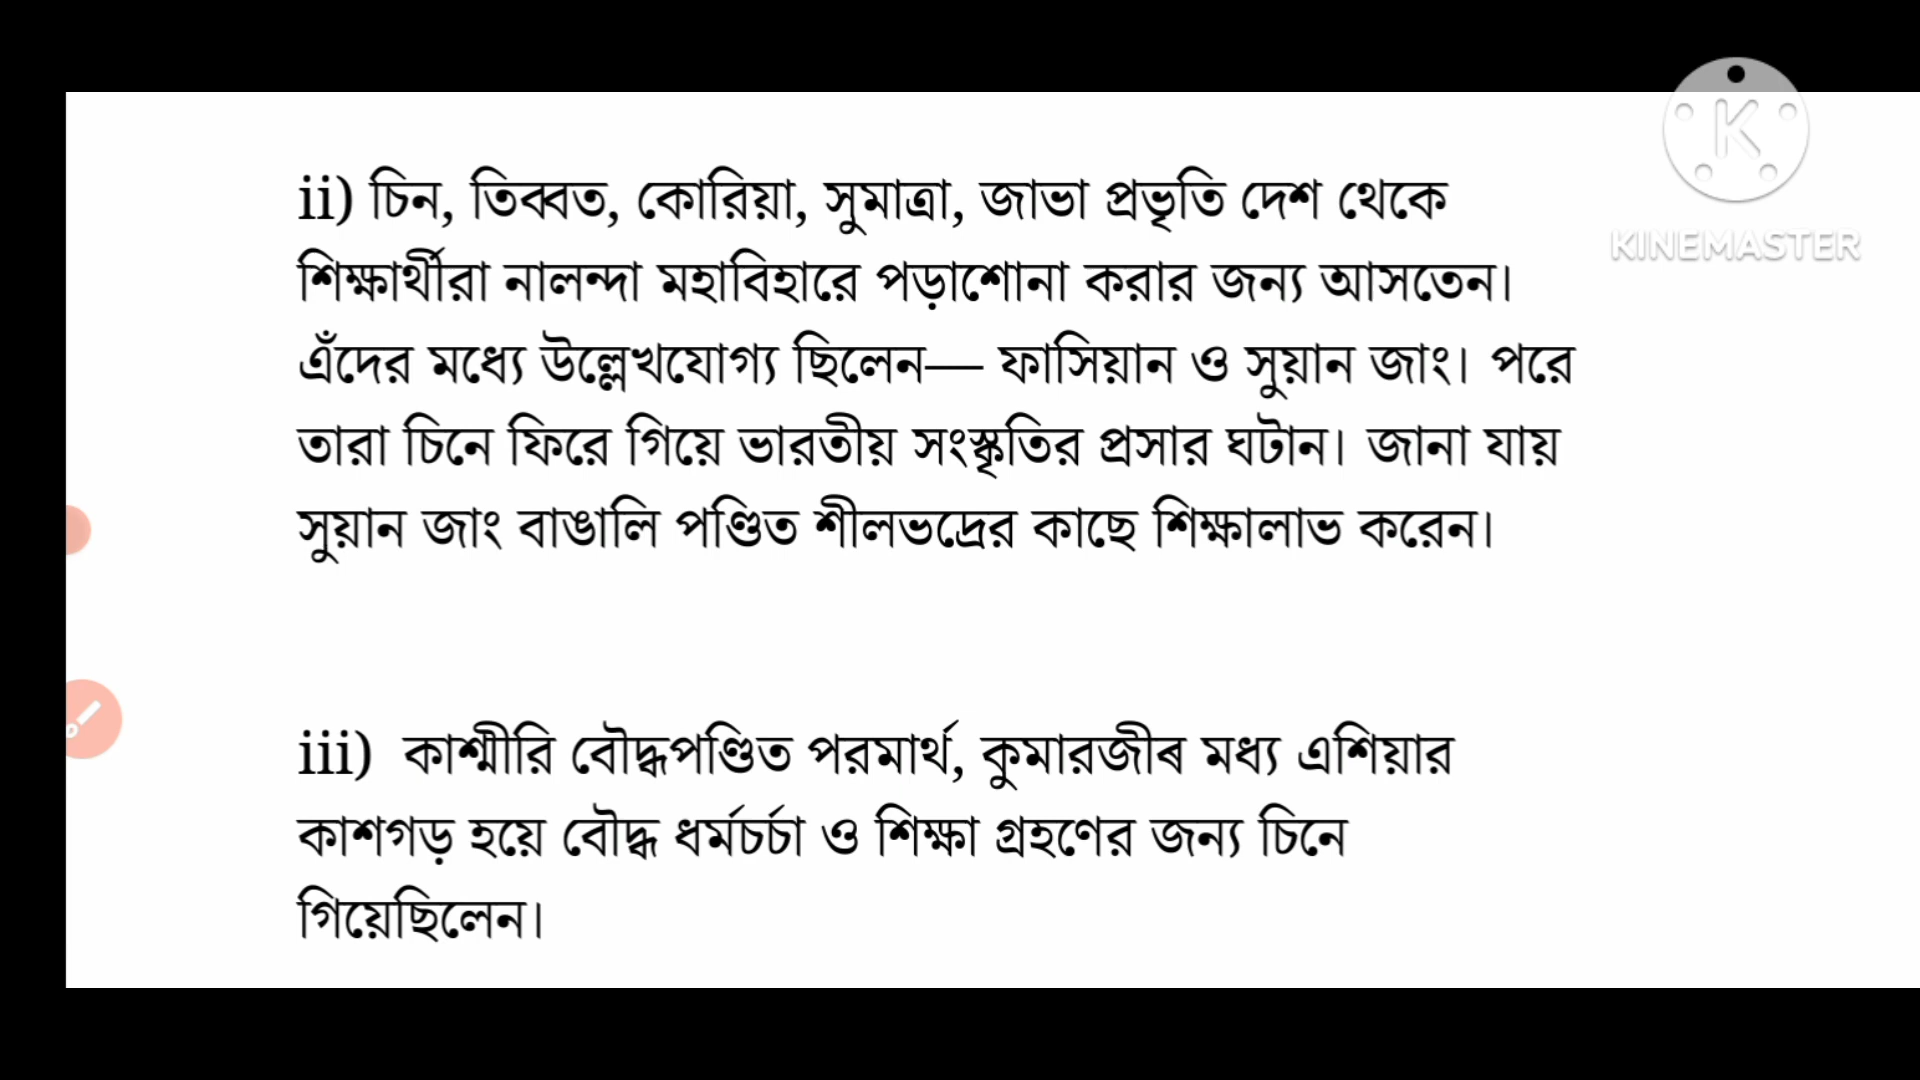 ii) চিন, তিব্বত, কোরিয়া, সুমাত্রা, জাভা প্রভৃতি দেশ থেকে
শিক্ষার্থীরা নালন্দা মহাবিহারে পড়াশোনা করার জন্য আসতেন।
এঁদের মধ্যে উল্লেখযোগ্য ছিলেন— ফাসিয়ান ও সুয়ান জাং। পরে
তারা চিনে ফিরে গিয়ে ভারতীয় সংস্কৃতির প্রসার ঘটান। জানা যায়
সুয়ান জাং বাঙালি পণ্ডিত শীলভদ্রের কাছে শিক্ষালাভ করেন।
iii) কাশ্মীরি বৌদ্ধপণ্ডিত পরমার্থ, কুমারজীৰ মধ্য এশিয়ার
কাশগড় হয়ে বৌদ্ধ ধর্মচর্চা ও শিক্ষা গ্রহণের জন্য চিনে
গিয়েছিলেন।
K
KINEMASTER